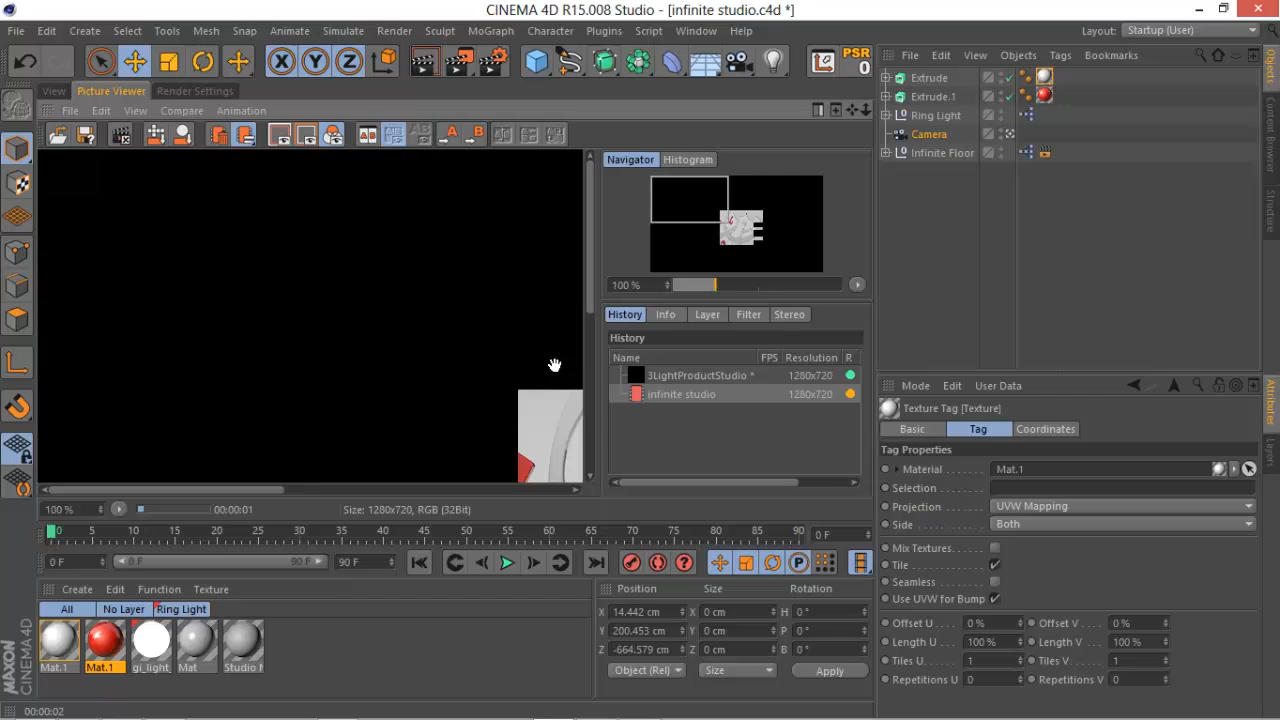 CINEMA 4D R15.008 Studio - [infinite studio.c4d *]
File Edit Create Select Tools Mesh Snap Animate Simulate Render Sculpt MoGraph Character Plugins Script Window Help
Layout: Startup (User)
X Y Z
PSR
0
File Edit View Objects Tags Bookmarks
View Picture Viewer Render Settings
File Edit View Compare Animation
AB A B AB
Extrude
Extrude.1
Ring Light
Camera
Infinite Floor
Navigator Histogram
100 %
History Info Layer Filter Stereo
History
Name FPS Resolution R
3LightProductStudio * 1280x720
infinite studio 1280x720
100 % 00:00:01 Size: 1280x720, RGB (32Bit)
0 5 10 15 20 25 30 35 40 45 50 55 60 65 70 75 80 85 90 0 F
0 F 0 F 90 F 90 F
P
Create Edit Function Texture
All No Layer Ring Light
Mat.1 Mat.1 gi_light Mat Studio
Position Size Rotation
X 14.442 cm X 0 cm H 0 °
Y 200.453 cm Y 0 cm P 0 °
Z -664.579 cm Z 0 cm B 0 °
Object (Rel) Size Apply
Mode Edit User Data
Texture Tag [Texture]
Basic Tag Coordinates
Tag Properties
Material Mat.1
Selection
Projection UVW Mapping
Side Both
Mix Textures
Tile
Seamless
Use UVW for Bump
Offset U 0 % Offset V 0 %
Length U 100 % Length V 100 %
Tiles U 1 Tiles V 1
Repetitions U 0 Repetitions V 0
Objects
Content Browser
Structure
Attributes
Layers
MAXON
CINEMA 4D
00:00:02